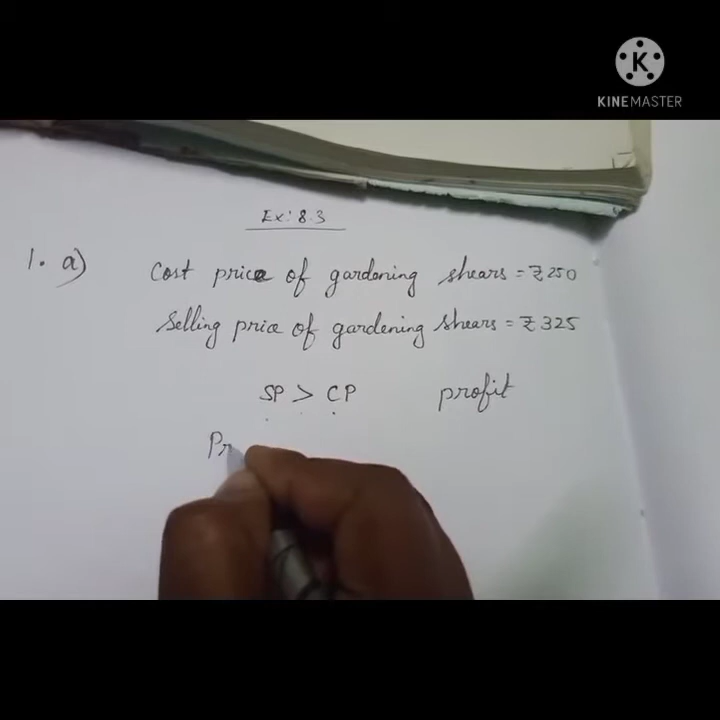 KINEMASTER
Ex: 8.3
1. a) Cost price of gardening shears = ₹250
Selling price of gardening shears = ₹325
SP > CP profit
Pr